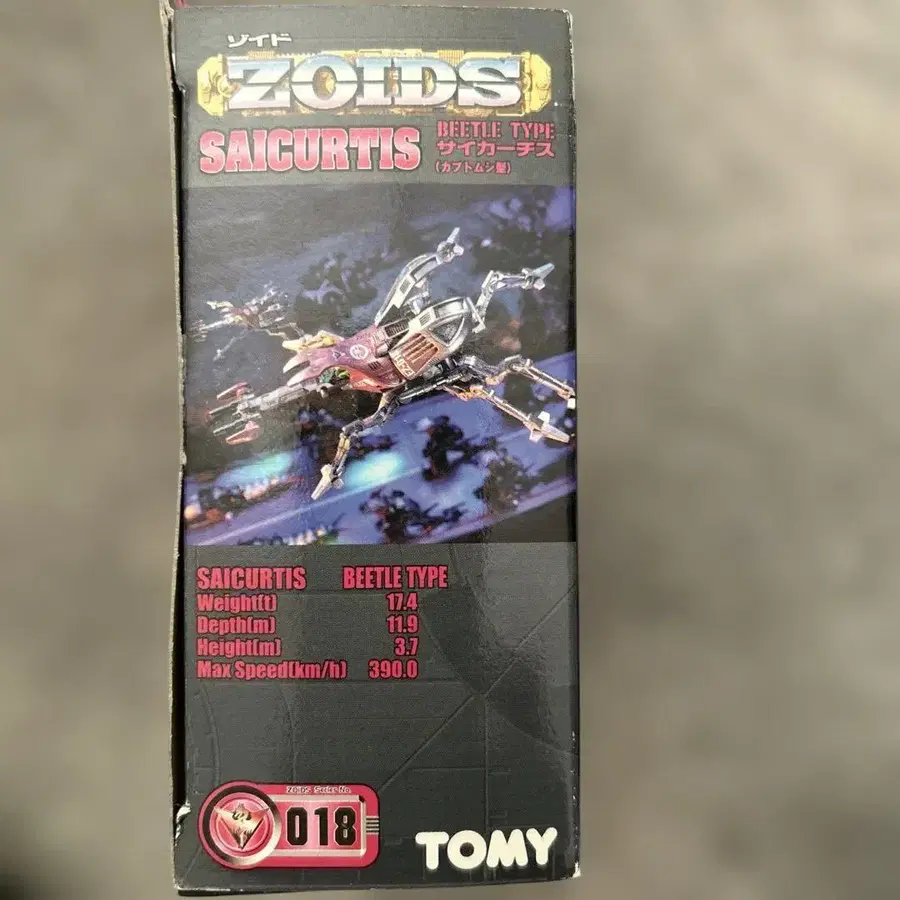 ゾイド
ZOIDS
SAICURTIS
BEETLE TYPE
サイカーチス
(カブトムシ型)
SAICURTIS BEETLE TYPE
Weight(t) 17.4
Depth(m) 11.9
Height(m) 3.7
Max Speed(km/h) 390.0
ZOIDS Series No.
018
TOMY